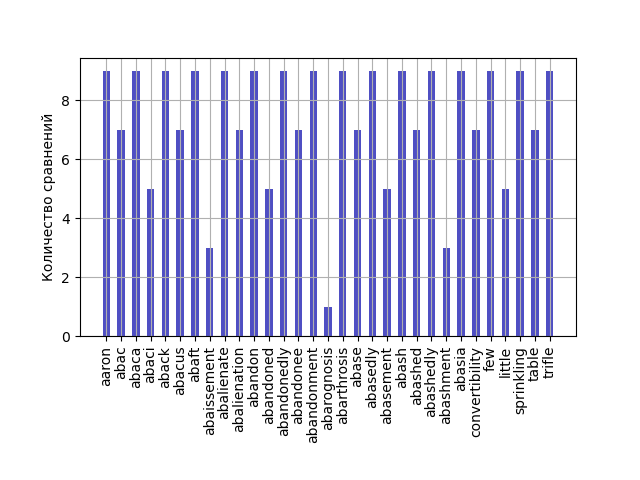 Количество сравнений
8
6
4
2
0
aaron
abac
abaca
abaci
aback
abacus
abaft
abaissement
abalienate
abalienation
abandon
abandoned
abandonedly
abandonee
abandonment
abarognosis
abarthrosis
abase
abasedly
abasement
abash
abashed
abashedly
abashment
abasia
convertibility
few
little
sprinkling
table
trifle